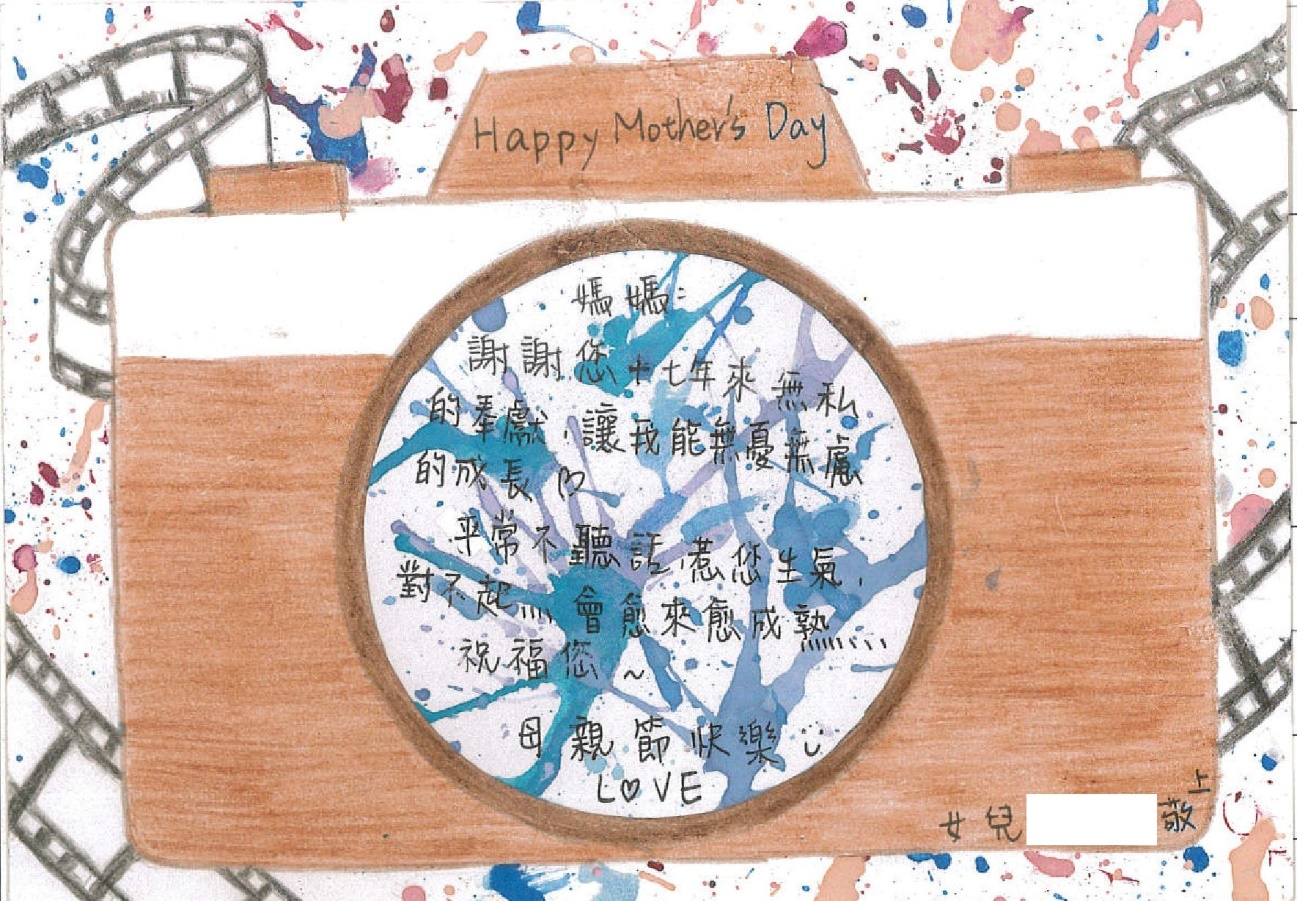 Happy Mother's Day
媽媽:
謝謝您十七年來無私
的奉獻,讓我能無憂無慮
的成長♡
平常不聽話,惹您生氣,
對不起,,,,, 會愈來愈成熟......
祝福您~
母親節快樂 :)
L♡VE
女兒 敬上